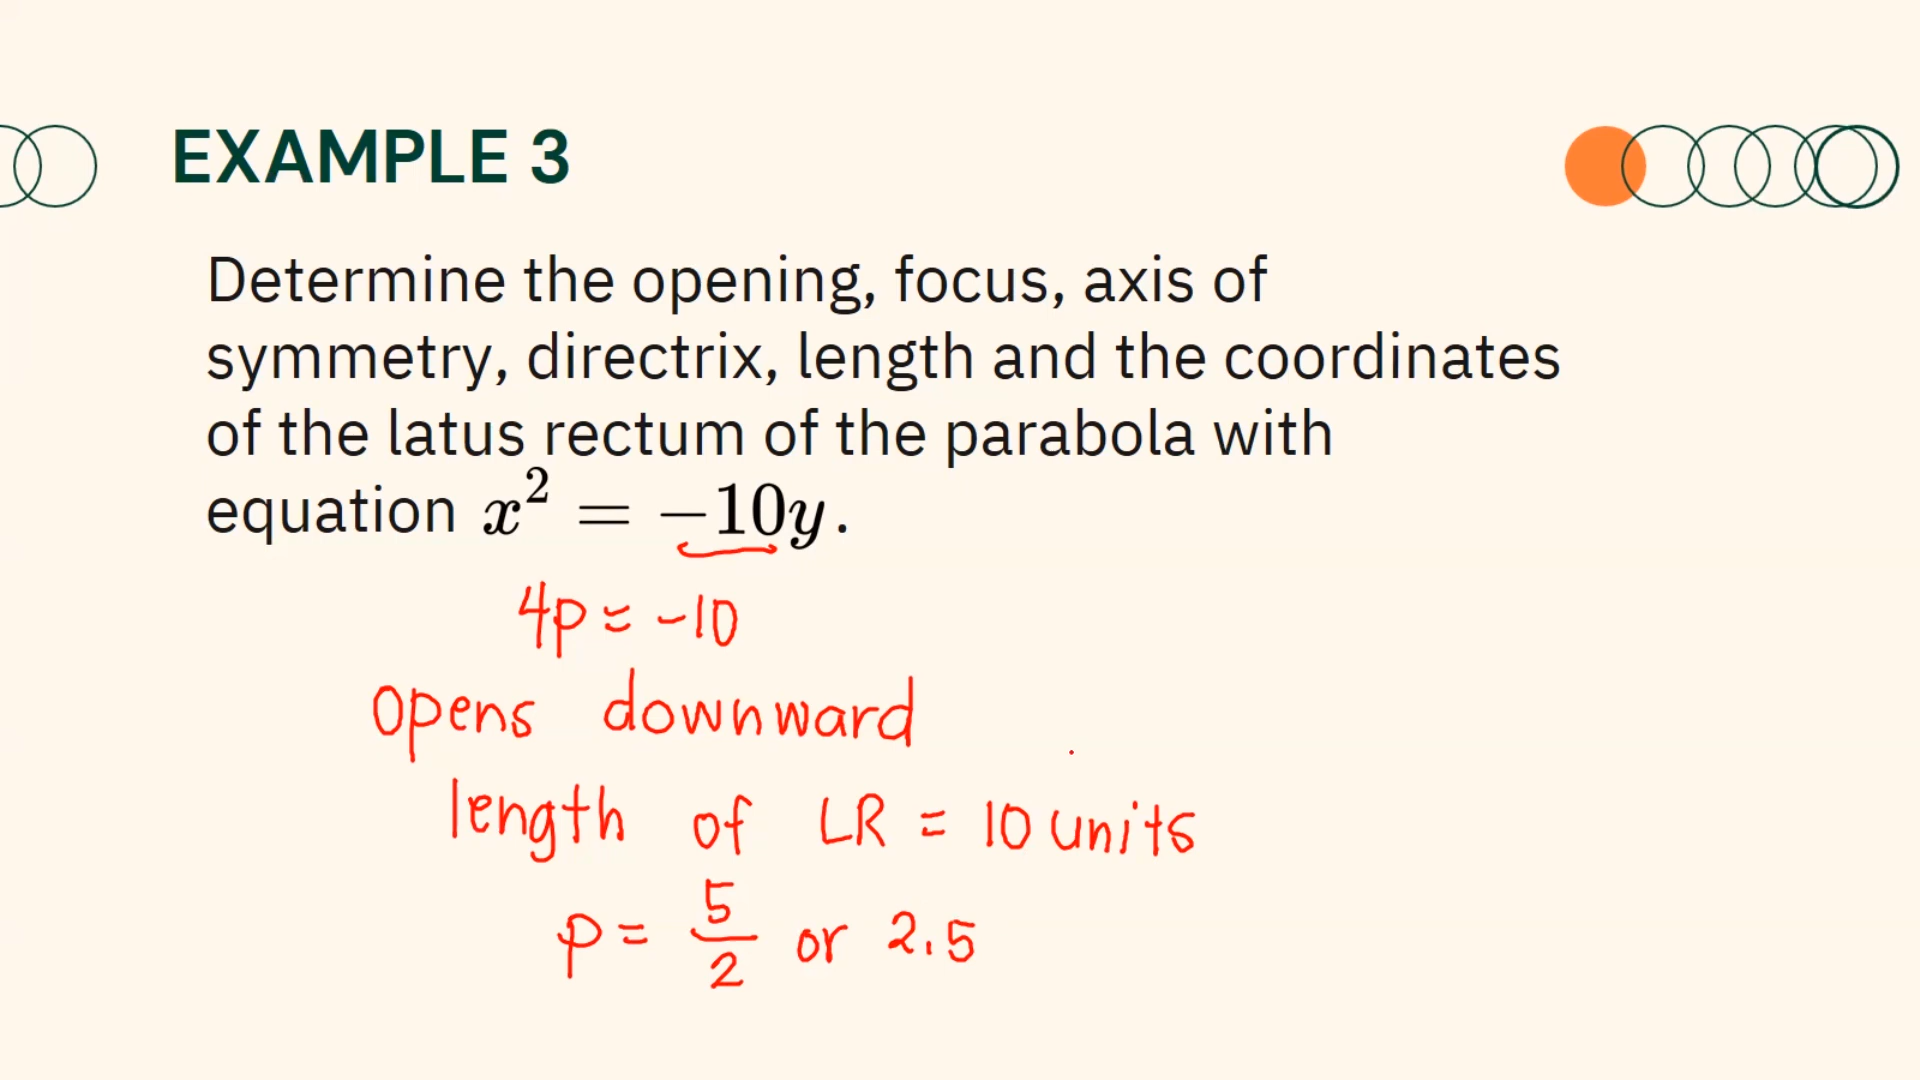 EXAMPLE 3
Determine the opening, focus, axis of
symmetry, directrix, length and the coordinates
of the latus rectum of the parabola with
equation x² = −10y.
4p = -10
opens downward
length of LR = 10 units
p = 5/2 or 2.5